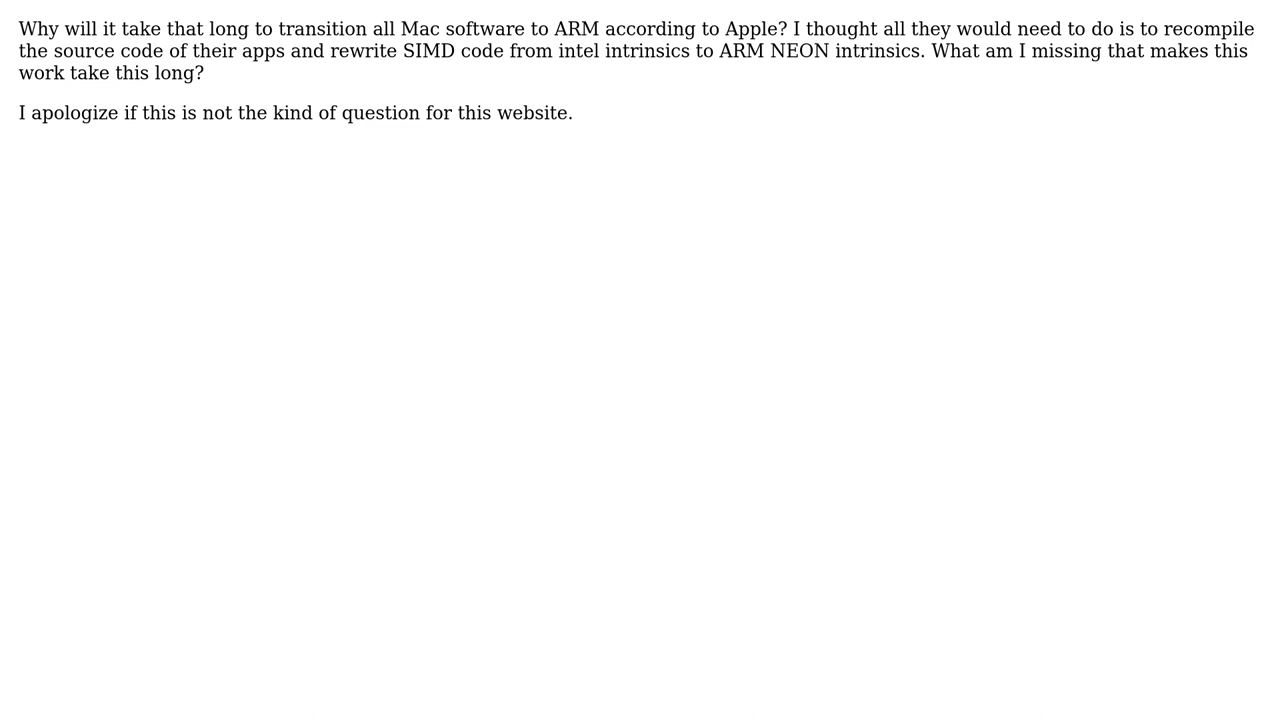 Why will it take that long to transition all Mac software to ARM according to Apple? I thought all they would need to do is to recompile
the source code of their apps and rewrite SIMD code from intel intrinsics to ARM NEON intrinsics. What am I missing that makes this
work take this long?
I apologize if this is not the kind of question for this website.